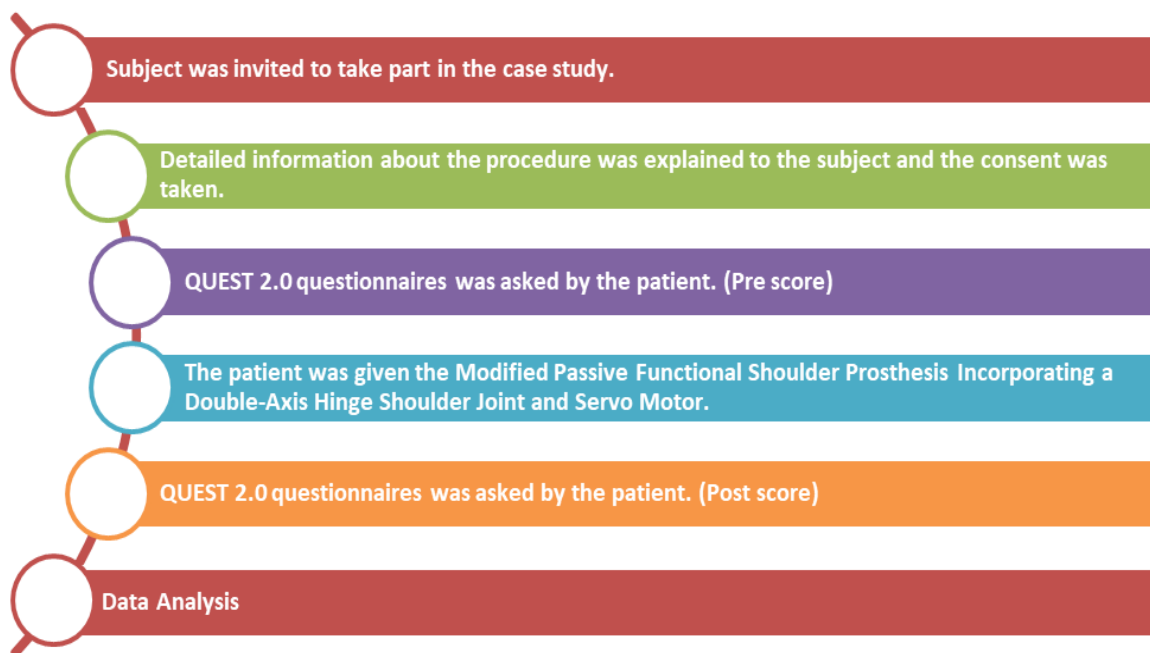 Subject was invited to take part in the case study.
Detailed information about the procedure was explained to the subject and the consent was
taken.
QUEST 2.0 questionnaires was asked by the patient. (Pre score)
The patient was given the Modified Passive Functional Shoulder Prosthesis Incorporating a
Double-Axis Hinge Shoulder Joint and Servo Motor.
QUEST 2.0 questionnaires was asked by the patient. (Post score)
Data Analysis